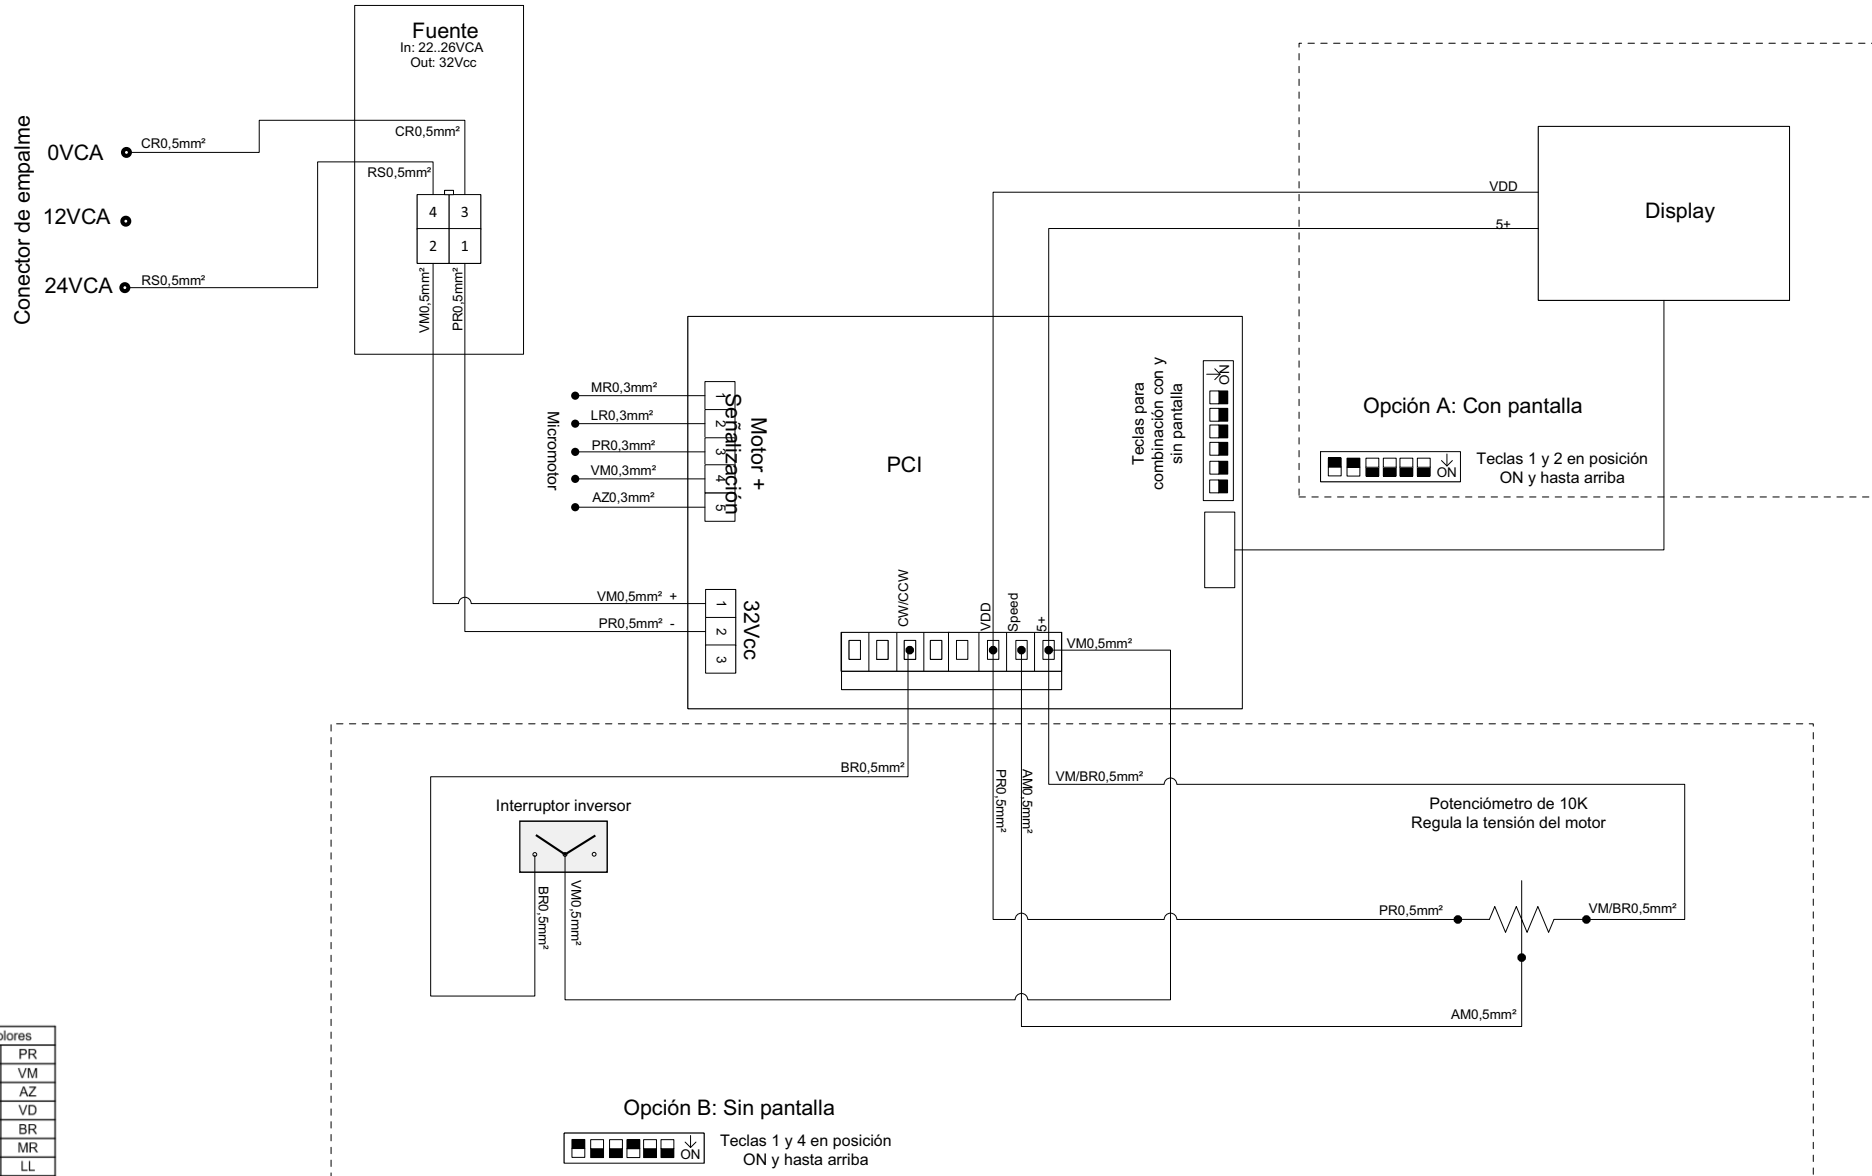 Fuente
In: 22..26VCA
Out: 32Vcc
Conector de empalme
0VCA
CR0,5mm²
CR0,5mm²
RS0,5mm²
12VCA
24VCA
RS0,5mm²
4
3
2
1
VM0,5mm²
PR0,5mm²
VDD
5+
Display
Opción A: Con pantalla
Teclas 1 y 2 en posición
ON y hasta arriba
ON
Micromotor
MR0,3mm²
LR0,3mm²
PR0,3mm²
VM0,3mm²
AZ0,3mm²
1
2
3
4
5
Motor +
Señalización
PCI
Teclas para
combinación con y
sin pantalla
ON
VM0,5mm² +
PR0,5mm² -
1
2
3
32Vcc
CW/CCW
VDD
Speed
5+
VM0,5mm²
BR0,5mm²
PR0,5mm²
AM0,5mm²
VM/BR0,5mm²
Interruptor inversor
BR0,5mm²
VM0,5mm²
Potenciómetro de 10K
Regula la tensión del motor
PR0,5mm²
VM/BR0,5mm²
AM0,5mm²
Opción B: Sin pantalla
ON
Teclas 1 y 4 en posición
ON y hasta arriba
olores
PR
VM
AZ
VD
BR
MR
LL